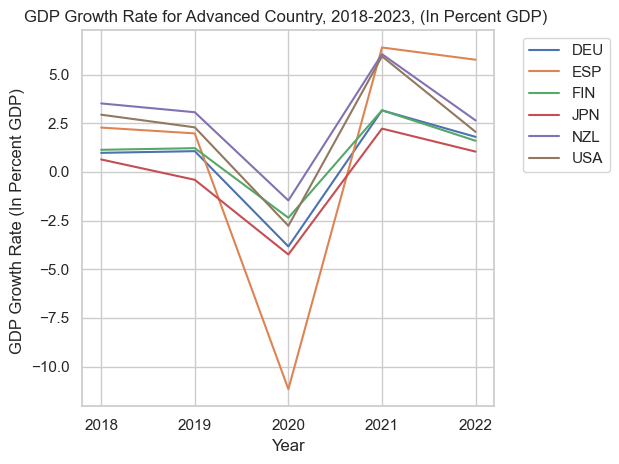 GDP Growth Rate for Advanced Country, 2018-2023, (In Percent GDP)
DEU
ESP
FIN
JPN
NZL
USA
GDP Growth Rate (In Percent GDP)
5.0
2.5
0.0
−2.5
−5.0
−7.5
−10.0
2018 2019 2020 2021 2022
Year